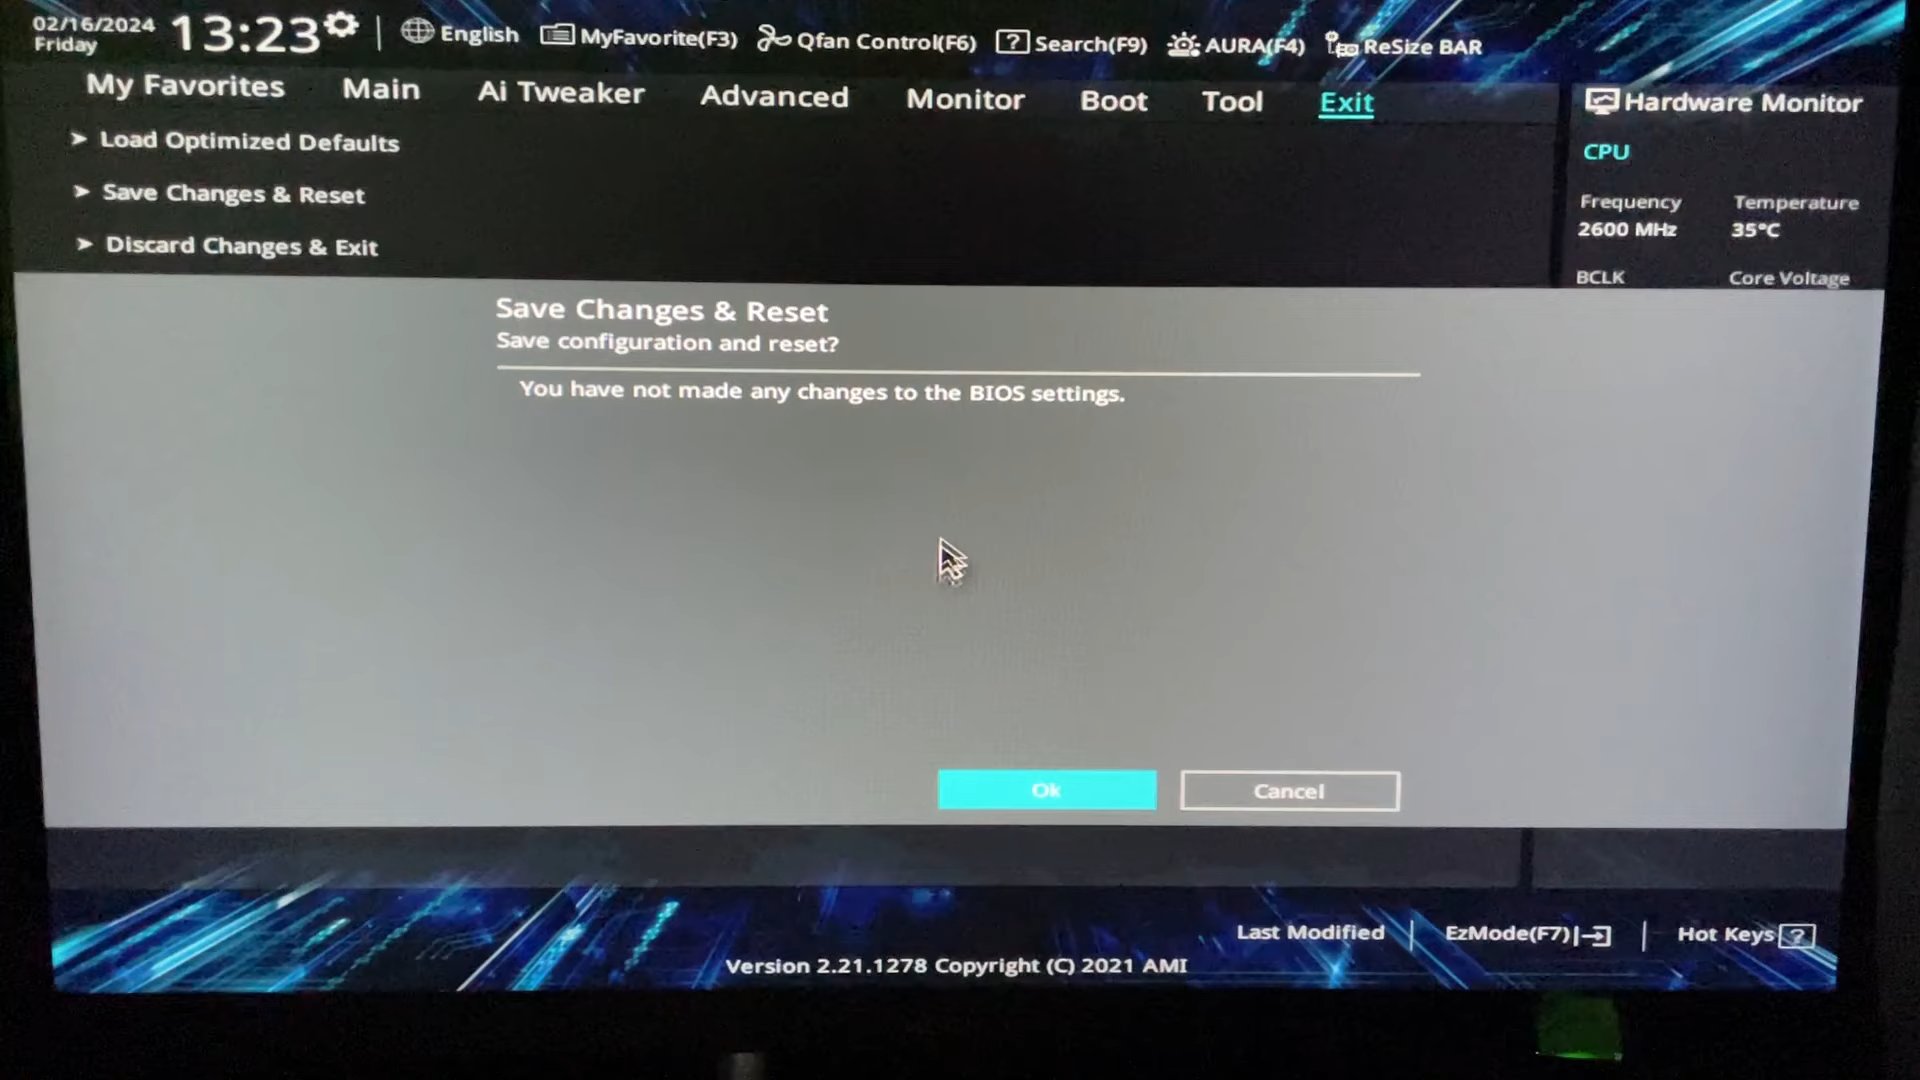 02/16/2024
Friday
13:23
English
MyFavorite(F3)
Qfan Control(F6)
? Search(F9)
AURA(F4)
ReSize BAR
My Favorites
Main
Ai Tweaker
Advanced
Monitor
Boot
Tool
Exit
Hardware Monitor
> Load Optimized Defaults
> Save Changes & Reset
> Discard Changes & Exit
CPU
Frequency
Temperature
2600 MHz
35°C
BCLK
Core Voltage
Save Changes & Reset
Save configuration and reset?
You have not made any changes to the BIOS settings.
Ok
Cancel
Last Modified
EzMode(F7)
Hot Keys ?
Version 2.21.1278 Copyright (C) 2021 AMI